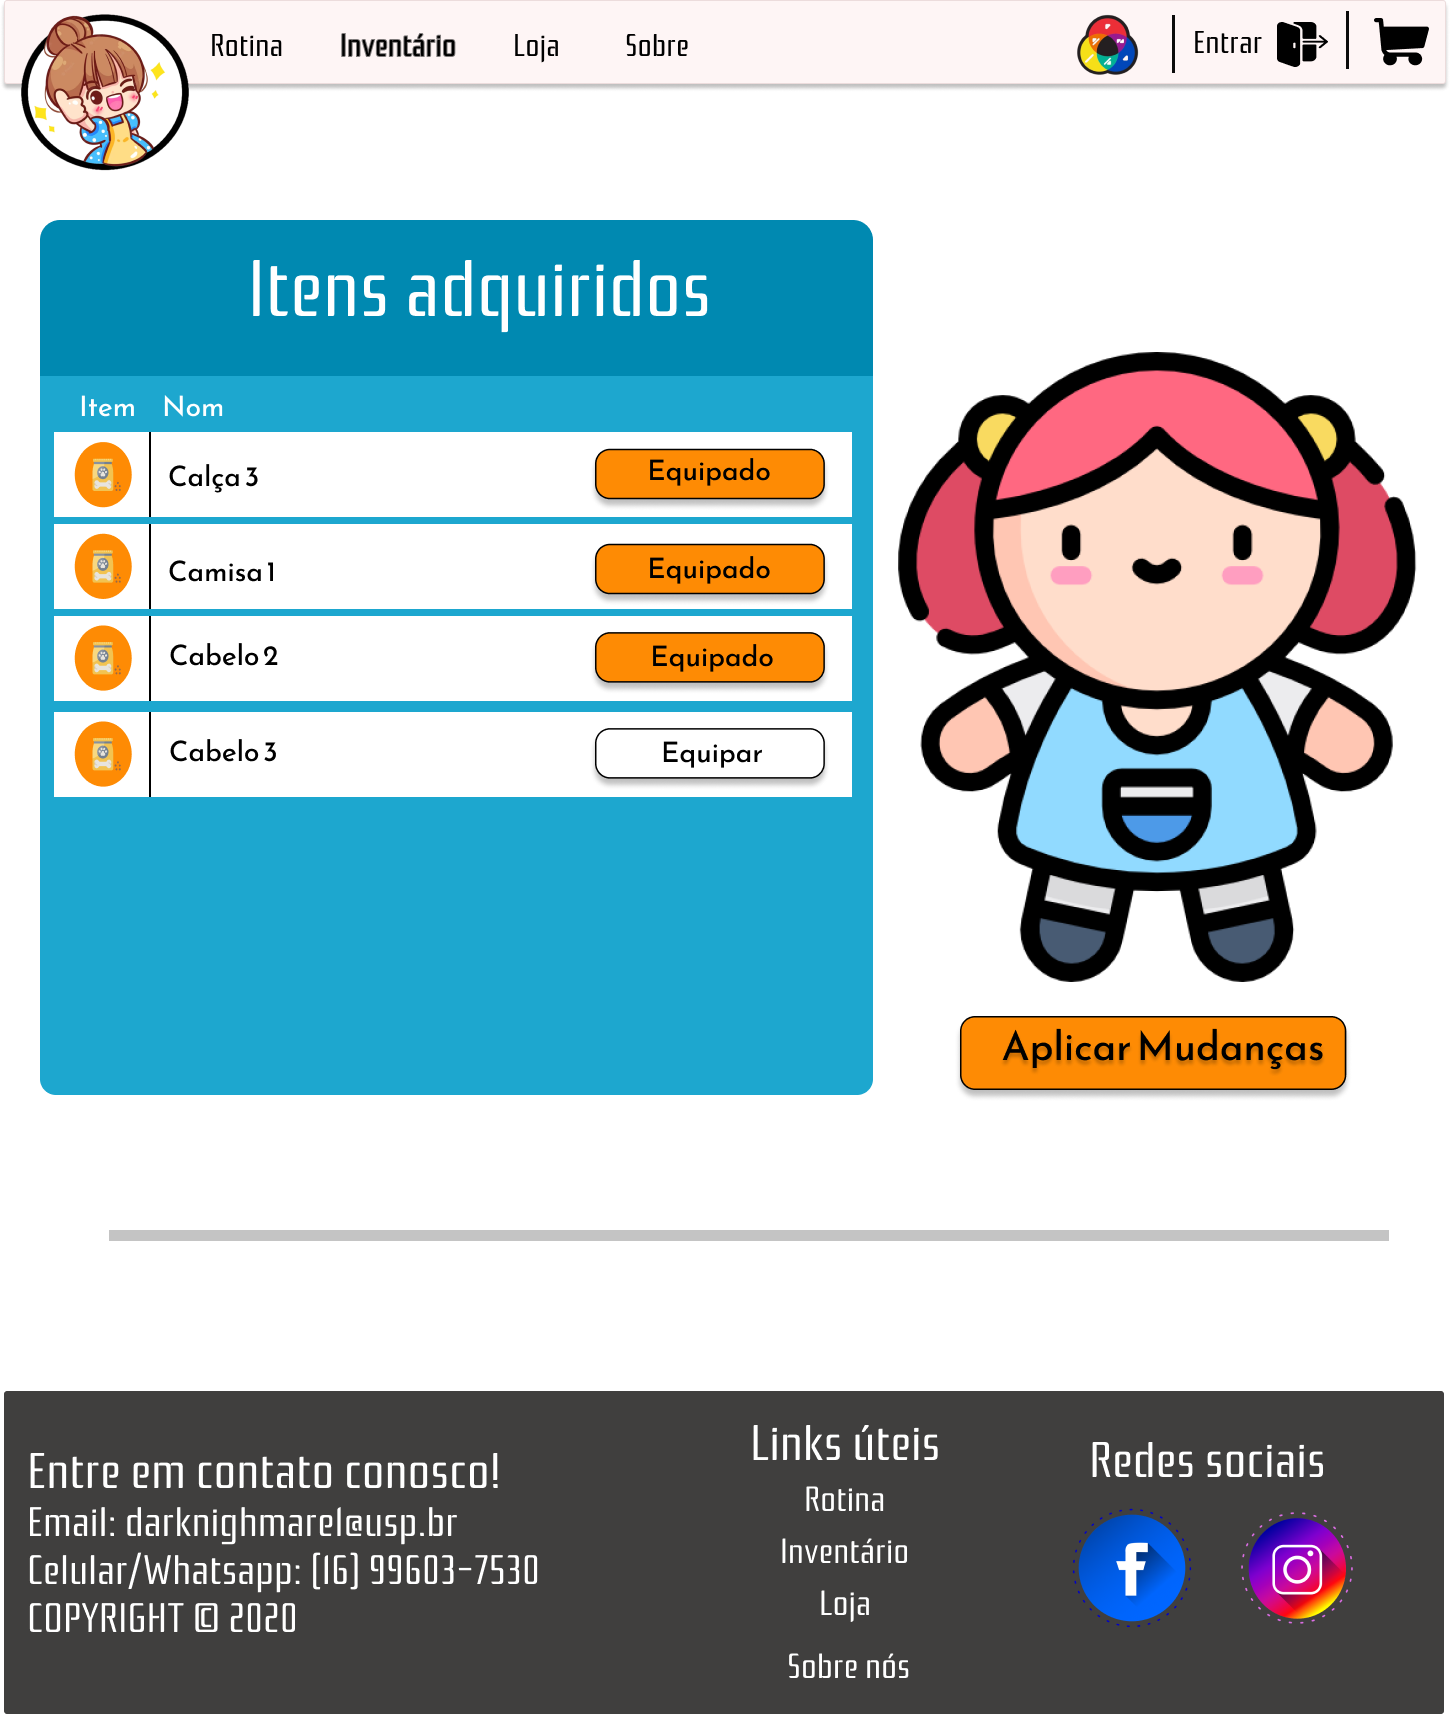 Rotina
Inventário
Loja
Sobre
Entrar
Itens adquiridos
Item
Nom
Calça 3
Equipado
Camisa 1
Equipado
Cabelo 2
Equipado
Cabelo 3
Equipar
Aplicar Mudanças
Entre em contato conosco!
Email: darknighmare1@usp.br
Celular/Whatsapp: (16) 99603-7530
COPYRIGHT © 2020
Links úteis
Rotina
Inventário
Loja
Sobre nós
Redes sociais